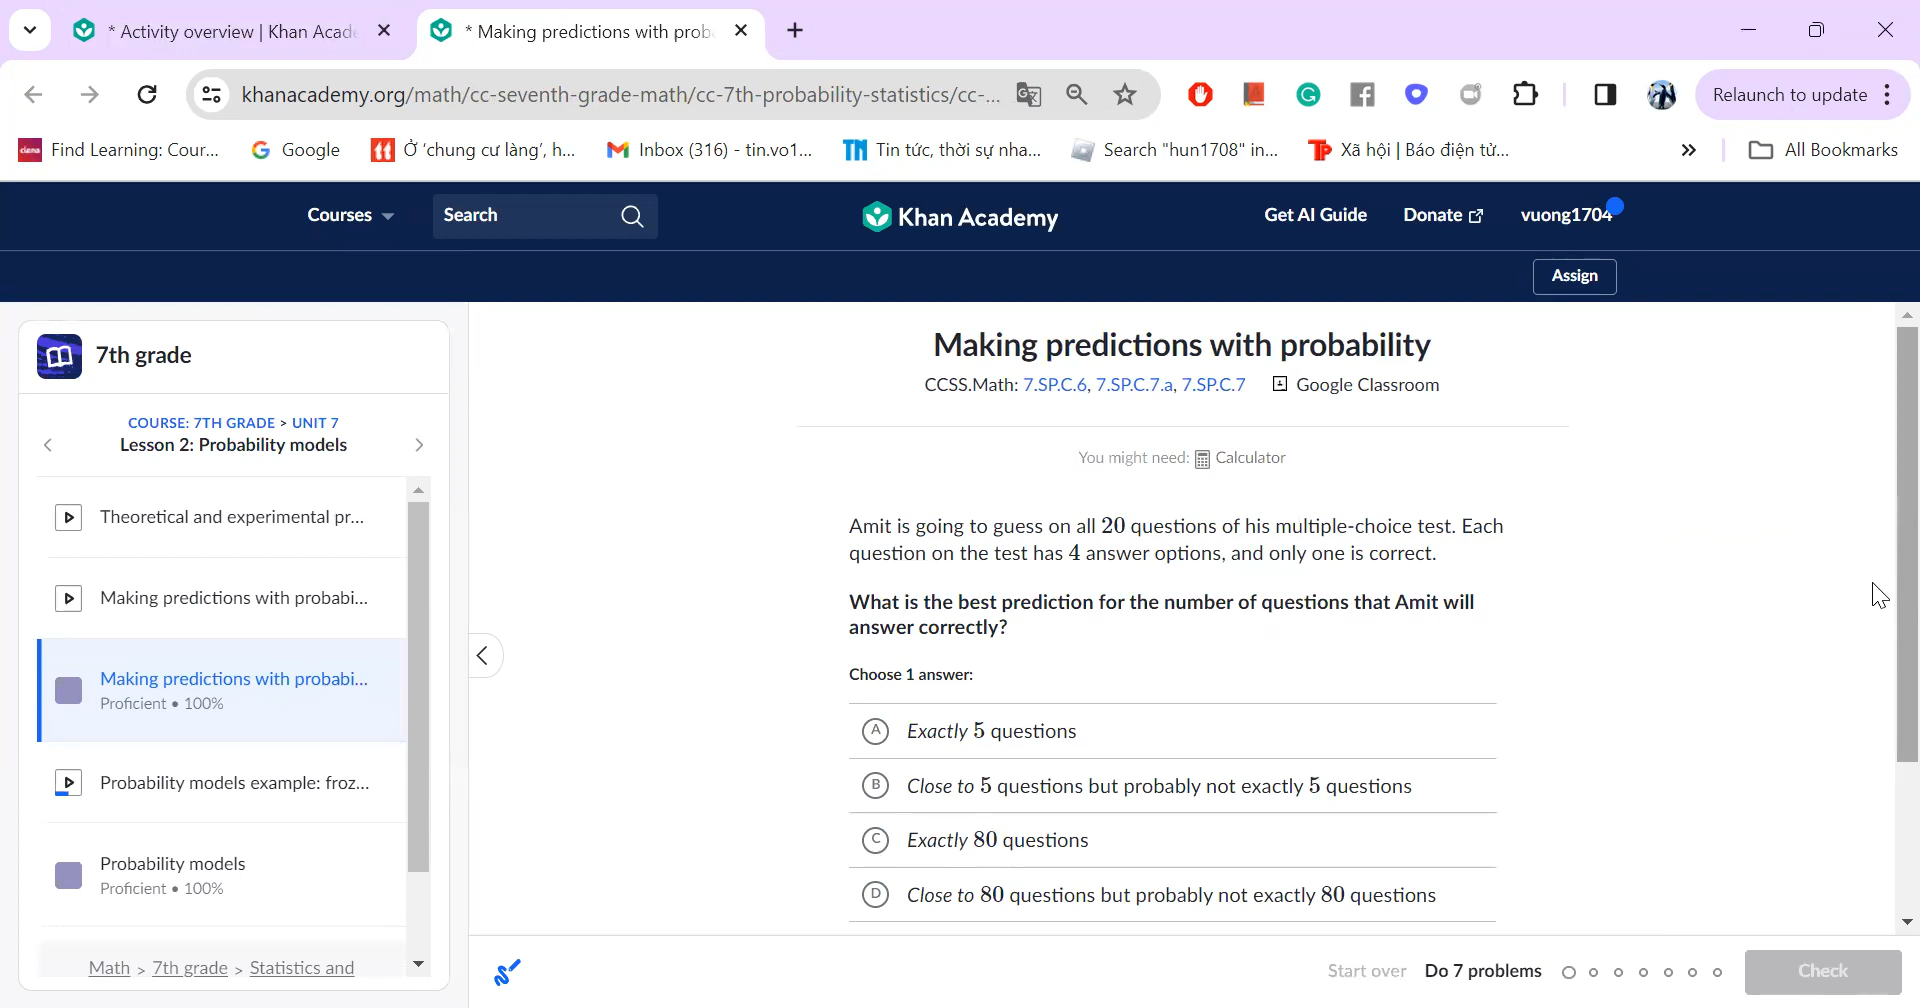 * Activity overview | Khan Acade
* Making predictions with prob
khanacademy.org/math/cc-seventh-grade-math/cc-7th-probability-statistics/cc-...
Relaunch to update
ciena
Find Learning: Cour...
Google
Ở 'chung cư làng', h...
Inbox (316) - tin.vo1...
Tin tức, thời sự nha...
Search "hun1708" in...
Xã hội | Báo điện tử...
All Bookmarks
Courses
Search
Khan Academy
Get AI Guide
Donate
vuong1704
Assign
7th grade
COURSE: 7TH GRADE > UNIT 7
Lesson 2: Probability models
Theoretical and experimental pr...
Making predictions with probabi...
Making predictions with probabi...
Proficient • 100%
Probability models example: froz...
Probability models
Proficient • 100%
Math > 7th grade > Statistics and
Making predictions with probability
CCSS.Math: 7.SP.C.6, 7.SP.C.7.a, 7.SP.C.7
Google Classroom
You might need: Calculator
Amit is going to guess on all 20 questions of his multiple-choice test. Each
question on the test has 4 answer options, and only one is correct.
What is the best prediction for the number of questions that Amit will
answer correctly?
Choose 1 answer:
A Exactly 5 questions
B Close to 5 questions but probably not exactly 5 questions
C Exactly 80 questions
D Close to 80 questions but probably not exactly 80 questions
Start over
Do 7 problems
Check